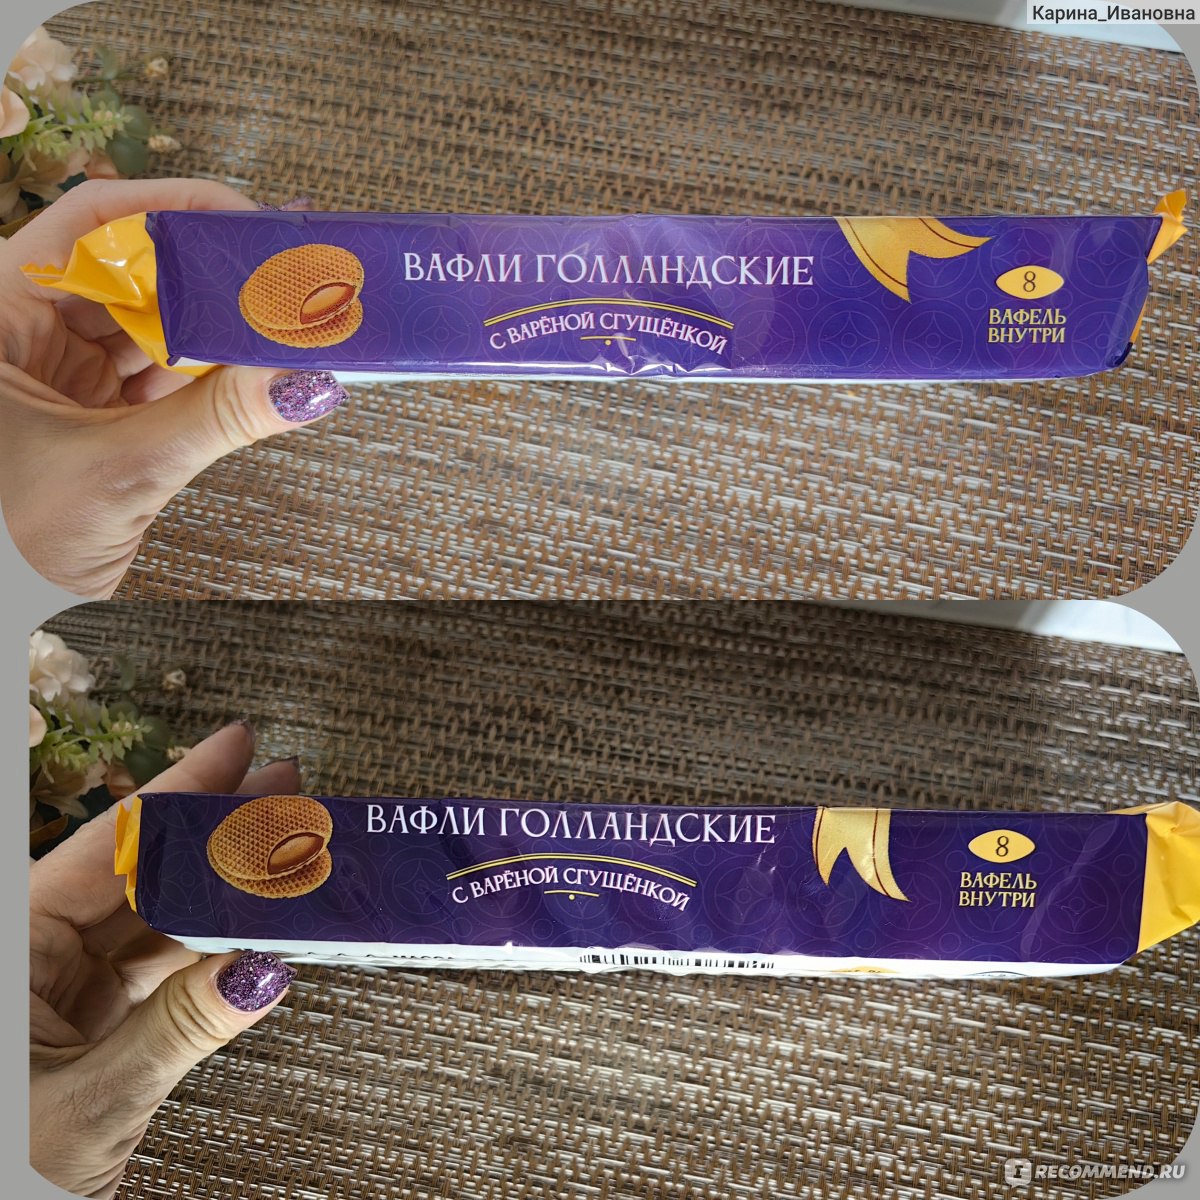 Карина_Ивановна
ВАФЛИ ГОЛЛАНДСКИЕ
С ВАРЁНОЙ СГУЩЁНКОЙ
8
ВАФЕЛЬ
ВНУТРИ
ВАФЛИ ГОЛЛАНДСКИЕ
С ВАРЁНОЙ СГУЩЁНКОЙ
8
ВАФЕЛЬ
ВНУТРИ
RECOMMEND.RU